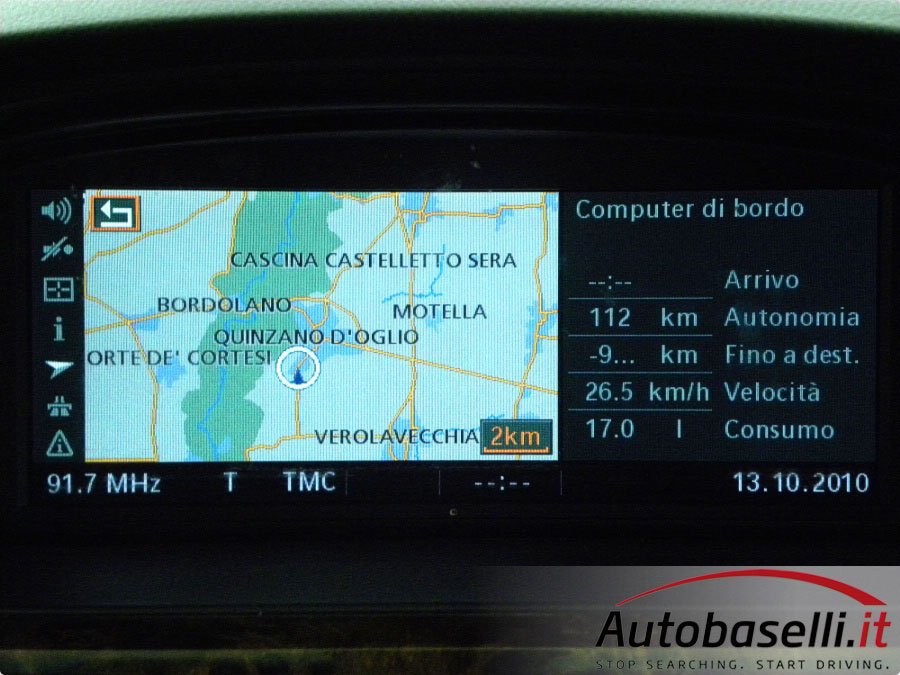 Computer di bordo
CASCINA CASTELLETTO SERA
BORDOLANO
MOTELLA
QUINZANO D'OGLIO
ORTE DE' CORTESI
VEROLAVECCHIA
2km
--:-- Arrivo
112 km Autonomia
-9... km Fino a dest.
26.5 km/h Velocità
17.0 l Consumo
91.7 MHz T TMC --:-- 13.10.2010
Autobaselli.it
STOP SEARCHING. START DRIVING.